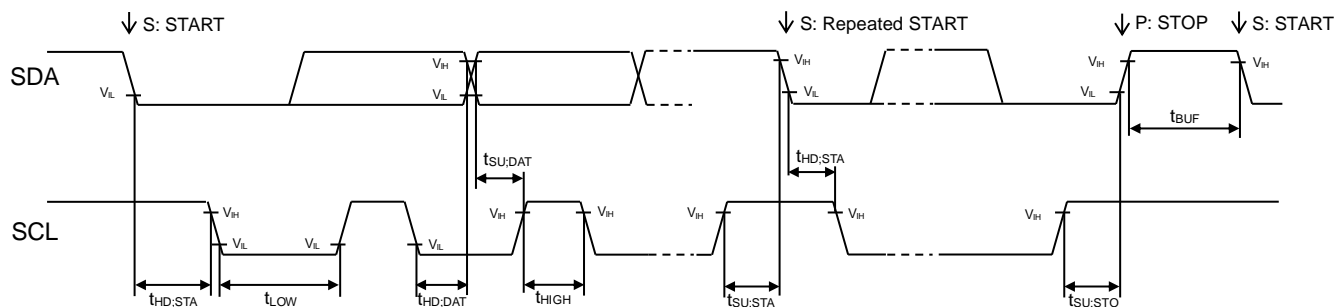 S: START
S: Repeated START
P: STOP
S: START
SDA
VIL
VIH
VIL
VIH
VIL
VIH
VIL
VIH
tBUF
tSU;DAT
tHD;STA
SCL
VIH
VIL
VIL
VIL
VIH
VIH
VIH
VIH
VIH
tHD;STA
tLOW
tHD;DAT
tHIGH
tSU;STA
tSU;STO